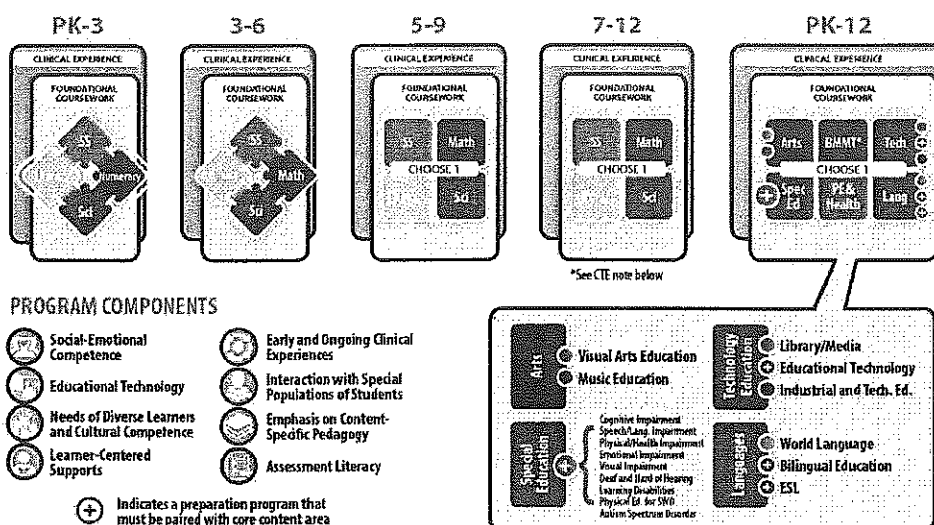 PK-3
3-6
5-9
7-12
PK-12
CLINICAL EXPERIENCE
FOUNDATIONAL
COURSEWORK
SS
Numeracy
Sci
CLINICAL EXPERIENCE
FOUNDATIONAL
COURSEWORK
SS
Math
Sci
CLINICAL EXPERIENCE
FOUNDATIONAL
COURSEWORK
SS
Math
CHOOSE 1
Sci
CLINICAL EXPERIENCE
FOUNDATIONAL
COURSEWORK
SS
Math
CHOOSE 1
Sci
*See CTE note below
CLINICAL EXPERIENCE
FOUNDATIONAL
COURSEWORK
Arts
BMMT*
Tech
CHOOSE 1
Spec
Ed
PE &
Health
Lang
PROGRAM COMPONENTS
Social-Emotional
Competence
Educational Technology
Needs of Diverse Learners
and Cultural Competence
Learner-Centered
Supports
Early and Ongoing Clinical
Experiences
Interaction with Special
Populations of Students
Emphasis on Content-
Specific Pedagogy
Assessment Literacy
Indicates a preparation program that
must be paired with core content area
Arts
Visual Arts Education
Music Education
Special
Education
Cognitive Impairment
Speech/Lang. Impairment
Physical/Health Impairment
Emotional Impairment
Visual Impairment
Deaf and Hard of Hearing
Learning Disabilities
Physical Ed. for SWD
Autism Spectrum Disorder
Technology
Education
Library/Media
Educational Technology
Industrial and Tech. Ed.
Languages
World Language
Bilingual Education
ESL